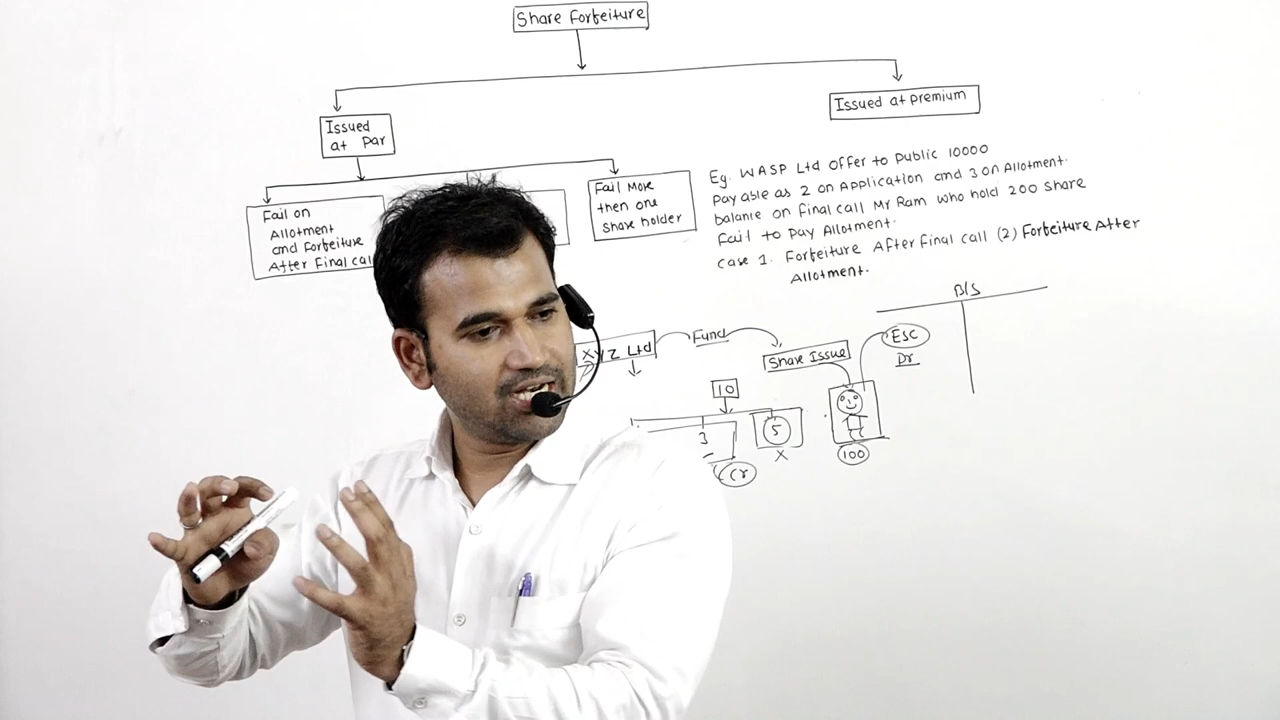 Share Forfeiture
Issued at premium
Issued
at Par
Fail on
Allotment
and Forfeiture
After Final cal
Fail More
then one
share holder
Eg. WASP Ltd offer to Public 10000
Payable as 2 on Application and 3 on Allotment.
balance on final call Mr Ram who hold 200 share
Fail to Pay Allotment.
case 1. Forfeiture After Final call (2) Forfeiture After
Allotment.
B/S
XYZ Ltd
Fund
Share Issue
Esc
Dr
10
3
5
X
Cr
100